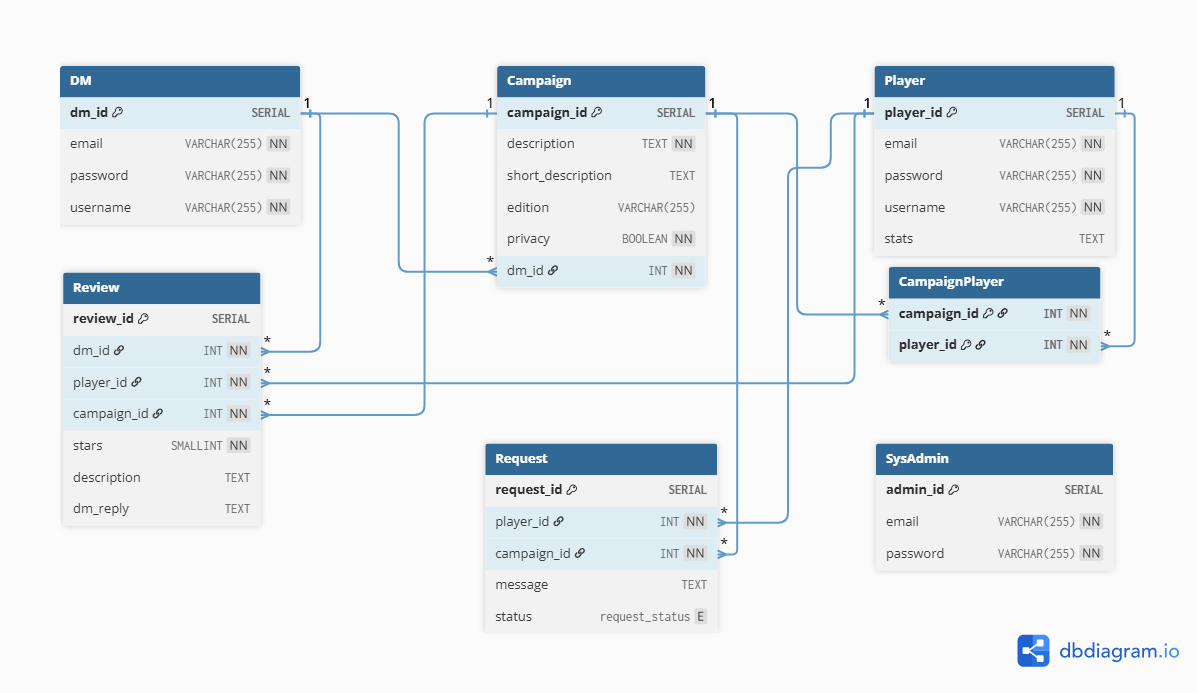 DM
dm_id SERIAL
email VARCHAR(255) NN
password VARCHAR(255) NN
username VARCHAR(255) NN
1
Campaign
campaign_id SERIAL
description TEXT NN
short_description TEXT
edition VARCHAR(255)
privacy BOOLEAN NN
dm_id INT NN
1
1
*
Player
player_id SERIAL
email VARCHAR(255) NN
password VARCHAR(255) NN
username VARCHAR(255) NN
stats TEXT
1
1
Review
review_id SERIAL
dm_id INT NN
player_id INT NN
campaign_id INT NN
stars SMALLINT NN
description TEXT
dm_reply TEXT
*
*
*
CampaignPlayer
campaign_id INT NN
player_id INT NN
*
*
Request
request_id SERIAL
player_id INT NN
campaign_id INT NN
message TEXT
status request_status E
*
*
SysAdmin
admin_id SERIAL
email VARCHAR(255) NN
password VARCHAR(255) NN
dbdiagram.io